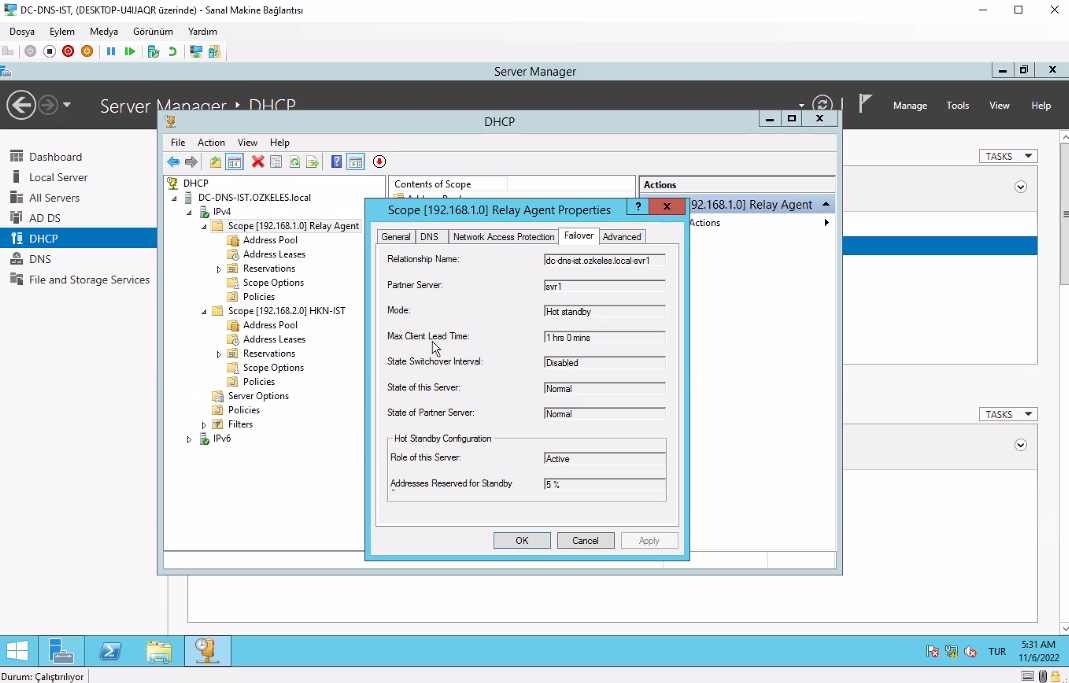 DC-DNS-IST, (DESKTOP-U4IJAQR üzerinde) - Sanal Makine Bağlantısı
Dosya Eylem Medya Görünüm Yardım
Server Manager
Server Manager ‣ DHCP
Manage Tools View Help
Dashboard
Local Server
All Servers
AD DS
DHCP
DNS
File and Storage Services
TASKS
TASKS
DHCP
File Action View Help
DHCP
DC-DNS-IST.OZKELES.local
IPv4
Scope [192.168.1.0] Relay Agent
Address Pool
Address Leases
Reservations
Scope Options
Policies
Scope [192.168.2.0] HKN-IST
Address Pool
Address Leases
Reservations
Scope Options
Policies
Server Options
Policies
Filters
IPv6
Contents of Scope
Actions
92.168.1.0] Relay Agent
Actions
Scope [192.168.1.0] Relay Agent Properties
General DNS Network Access Protection Failover Advanced
Relationship Name: dc-dns-ist.ozkeles.local-svr1
Partner Server: svr1
Mode: Hot standby
Max Client Lead Time: 1 hrs 0 mins
State Switchover Interval: Disabled
State of this Server: Normal
State of Partner Server: Normal
Hot Standby Configuration
Role of this Server: Active
Addresses Reserved for Standby 5 %
OK Cancel Apply
TUR
5:31 AM
11/6/2022
Durum: Çalıştırılıyor